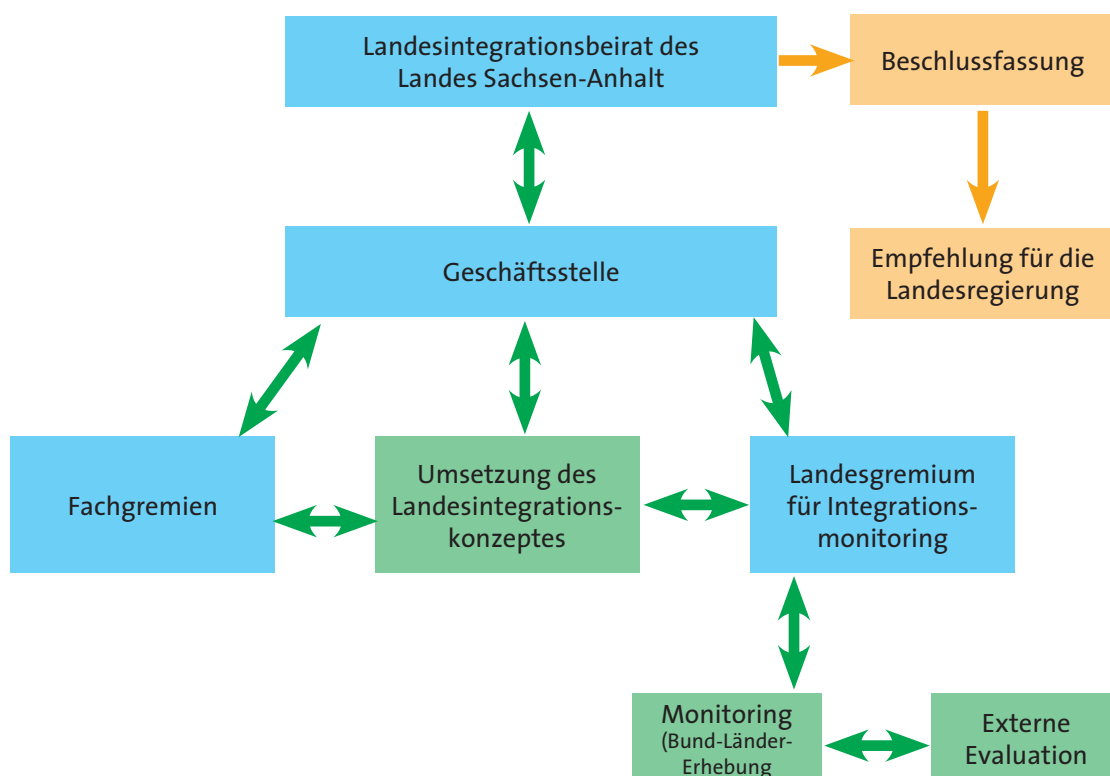 Landesintegrationsbeirat des
Landes Sachsen-Anhalt
Beschlussfassung
Geschäftsstelle
Empfehlung für die
Landesregierung
Fachgremien
Umsetzung des
Landesintegrations-
konzeptes
Landesgremium
für Integrations-
monitoring
Monitoring
(Bund-Länder-
Erhebung
Externe
Evaluation